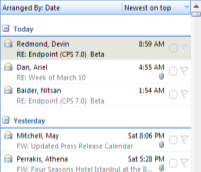 Arranged By: Date Newest on top
Today
Redmond, Devin 8:59 AM
RE: Endpoint (CPS 7.0) Beta
Dan, Ariel 4:55 AM
RE: Week of March 10
Baider, Nitsan 1:54 AM
RE: Endpoint (CPS 7.0) Beta
Yesterday
Mitchell, May Sat 8:06 PM
FW: Updated Press Release Calendar
Perrakis, Athena Sat 5:28 PM
FW: Four Seasons Hotel Istanbul at the B...